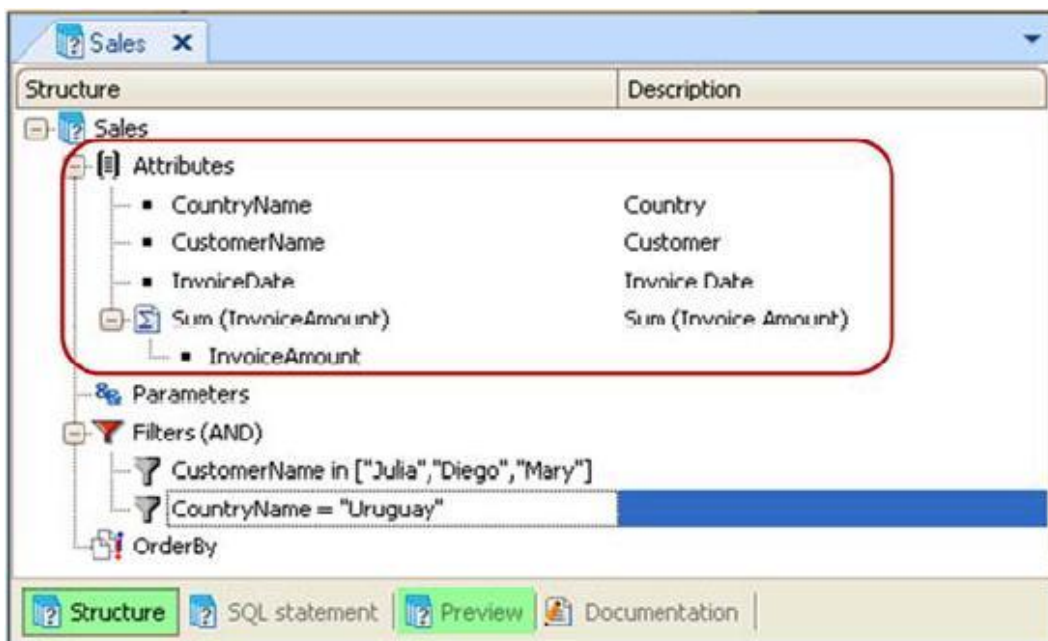 Sales
Structure Description
Sales
Attributes
CountryName Country
CustomerName Customer
InvoiceDate Invoice Date
Sum (InvoiceAmount) Sum (Invoice Amount)
InvoiceAmount
Parameters
Filters (AND)
CustomerName in ["Julia","Diego","Mary"]
CountryName = "Uruguay"
OrderBy
Structure SQL statement Preview Documentation